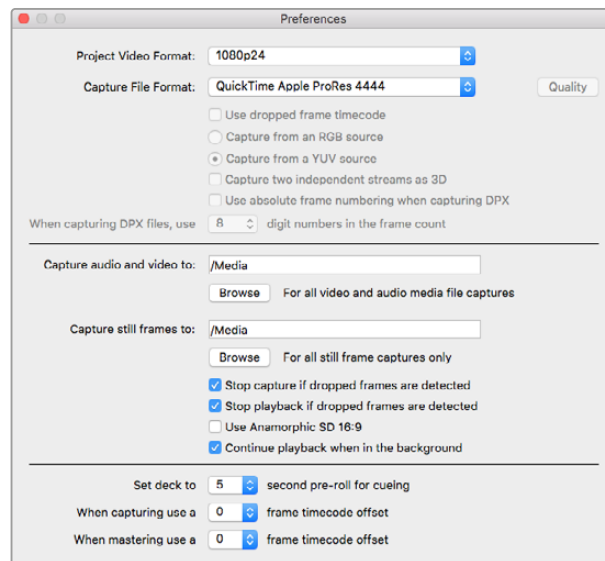 Preferences
Project Video Format: 1080p24
Capture File Format: QuickTime Apple ProRes 4444 Quality
Use dropped frame timecode
Capture from an RGB source
Capture from a YUV source
Capture two independent streams as 3D
Use absolute frame numbering when capturing DPX
When capturing DPX files, use 8 digit numbers in the frame count
Capture audio and video to: /Media
Browse For all video and audio media file captures
Capture still frames to: /Media
Browse For all still frame captures only
Stop capture if dropped frames are detected
Stop playback if dropped frames are detected
Use Anamorphic SD 16:9
Continue playback when in the background
Set deck to 5 second pre-roll for cueing
When capturing use a 0 frame timecode offset
When mastering use a 0 frame timecode offset